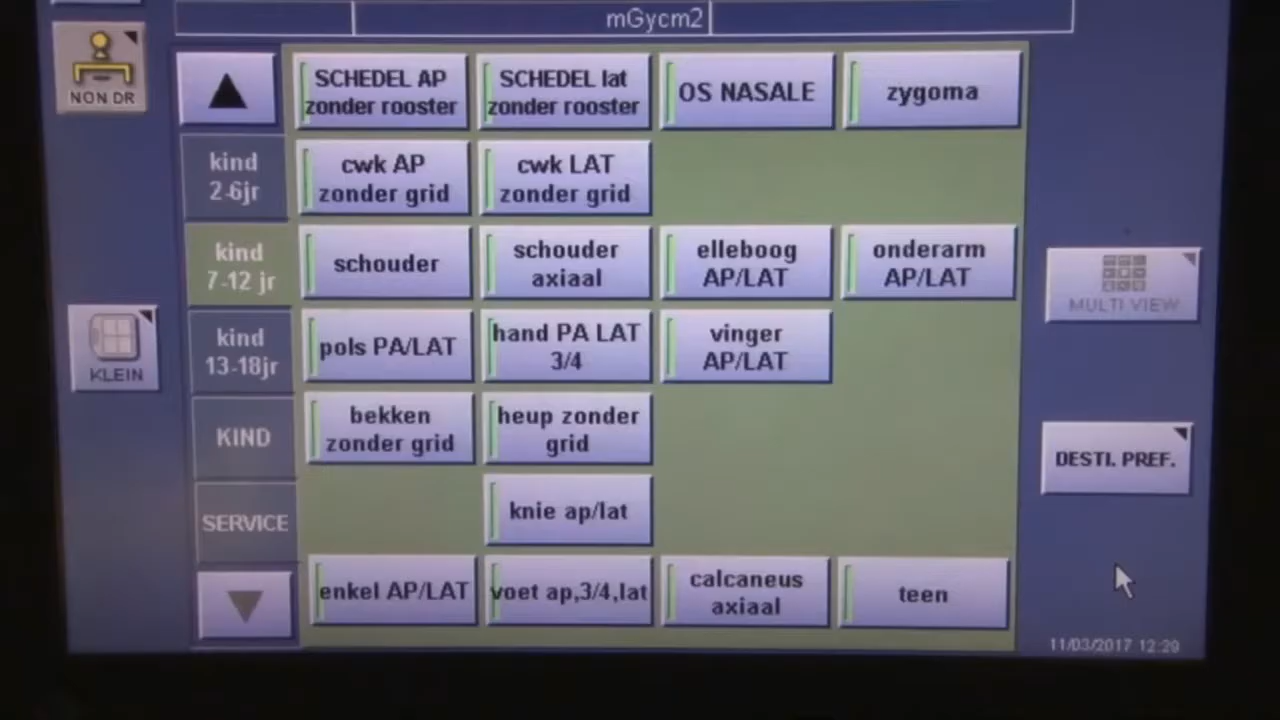 mGycm2
NON DR
SCHEDEL AP
zonder rooster
SCHEDEL lat
zonder rooster
OS NASALE
zygoma
kind
2-6jr
cwk AP
zonder grid
cwk LAT
zonder grid
kind
7-12 jr
schouder
schouder
axiaal
elleboog
AP/LAT
onderarm
AP/LAT
MULTI VIEW
KLEIN
kind
13-18jr
pols PA/LAT
hand PA LAT
3/4
vinger
AP/LAT
KIND
bekken
zonder grid
heup zonder
grid
DESTI. PREF.
SERVICE
knie ap/lat
enkel AP/LAT
voet ap,3/4,lat
calcaneus
axiaal
teen
11/03/2017 12:29